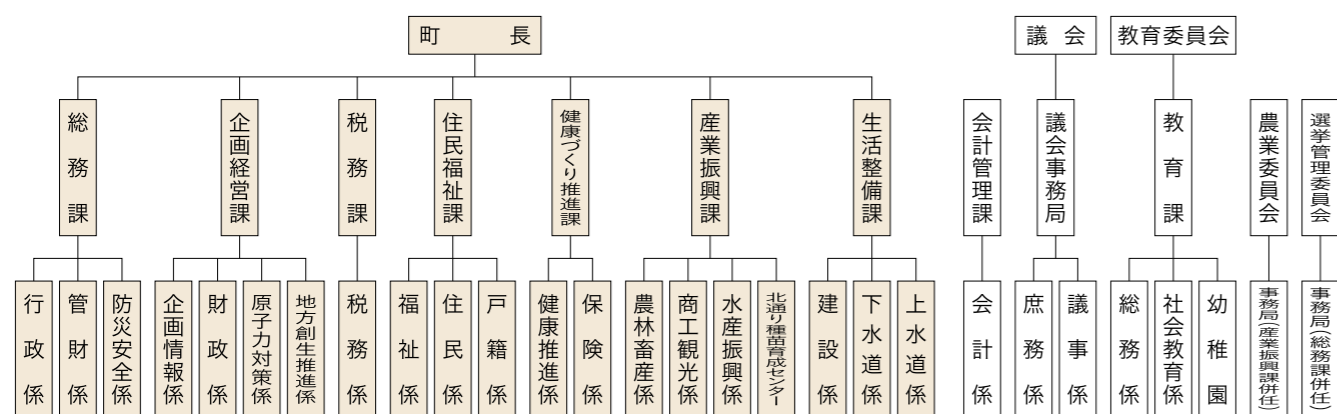 町長
議会
教育委員会
総務課
企画経営課
税務課
住民福祉課
健康づくり推進課
産業振興課
生活整備課
会計管理課
議会事務局
教育課
農業委員会
選挙管理委員会
行政係
管財係
防災安全係
企画情報係
財政係
原子力対策係
地方創生推進係
税務係
福祉係
住民係
戸籍係
健康推進係
保険係
農林畜産係
商工観光係
水産振興係
北通り種苗育成センター
建設係
下水道係
上水道係
会計係
庶務係
議事係
総務係
社会教育係
幼稚園
事務局(産業振興課併任)
事務局(総務課併任)